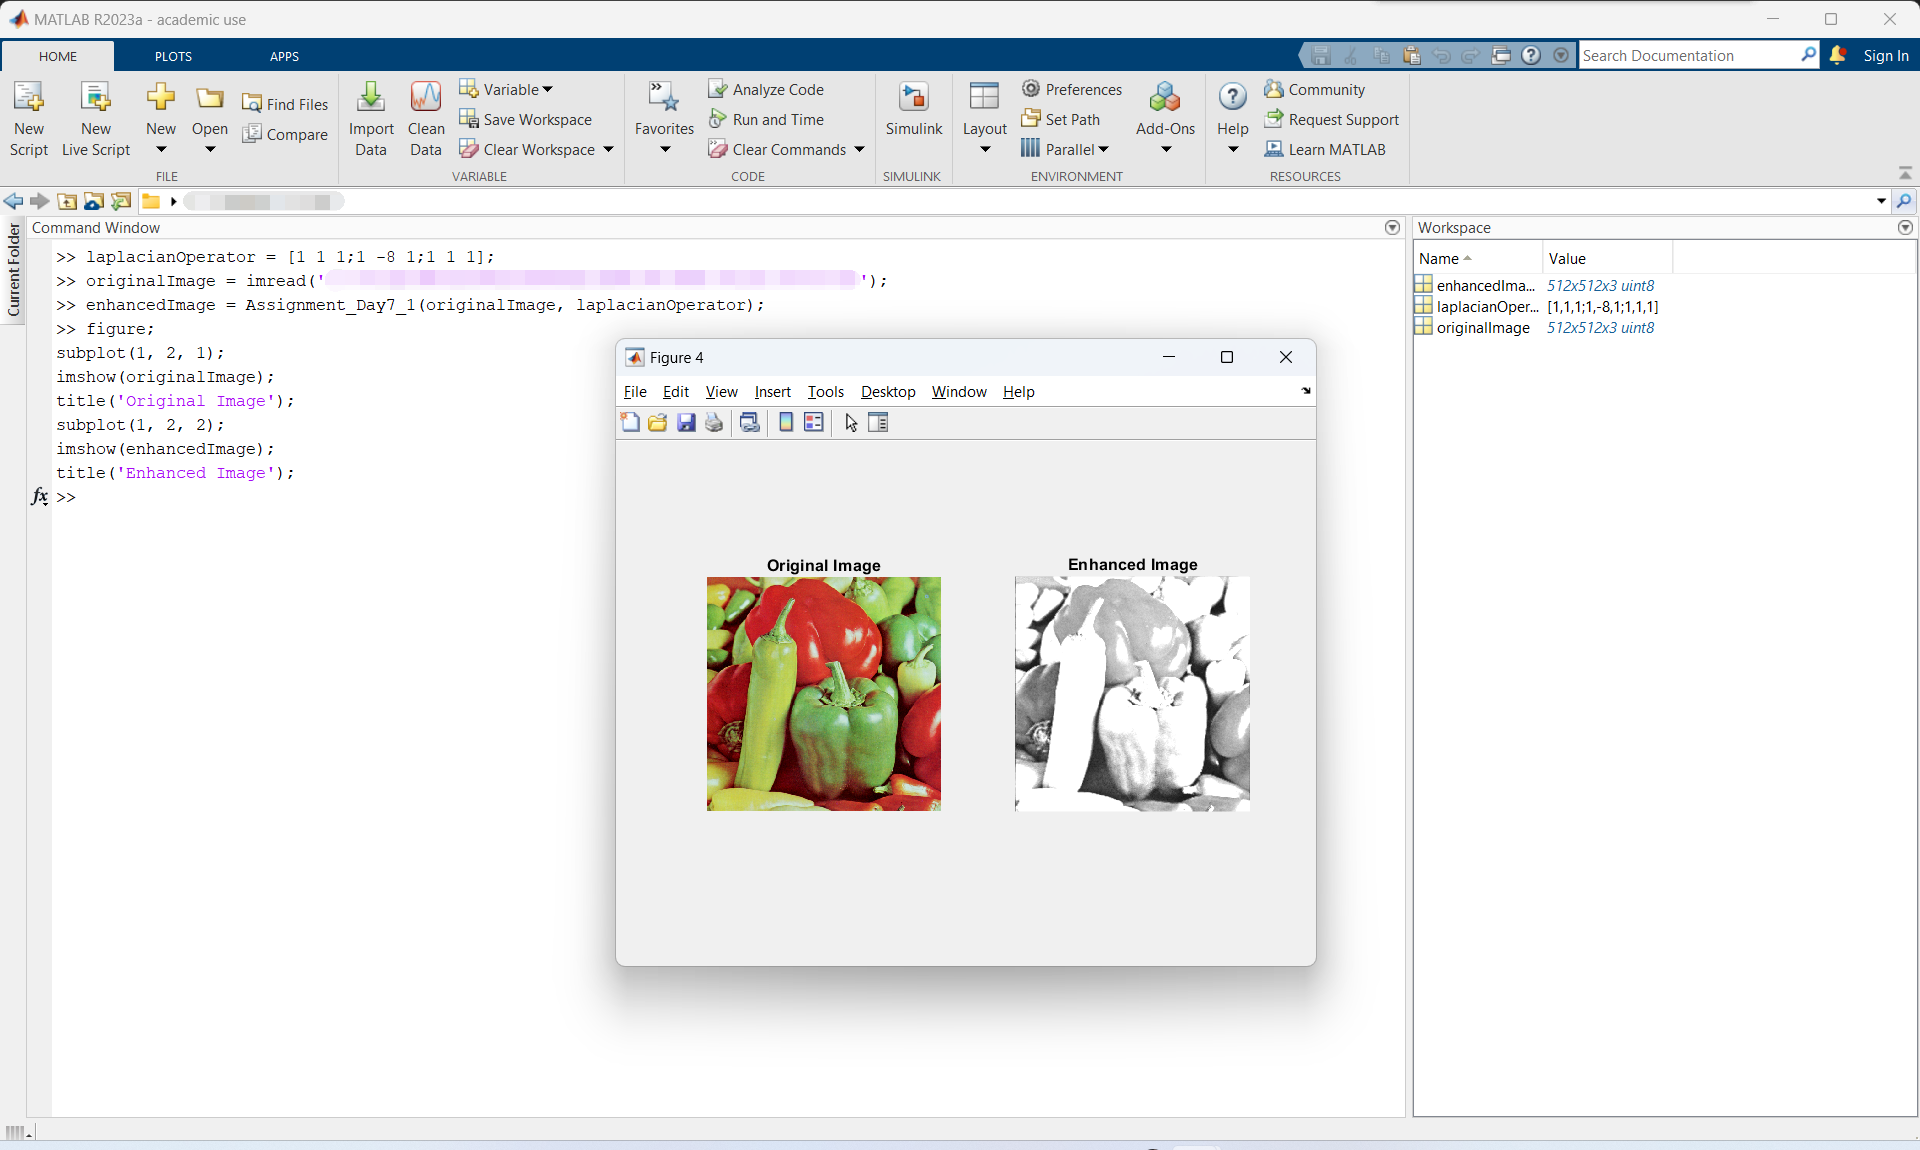 MATLAB R2023a - academic use
HOME PLOTS APPS
Search Documentation
Sign In
New Script
New Live Script
New
Open
Find Files
Compare
FILE
Import Data
Clean Data
Variable
Save Workspace
Clear Workspace
VARIABLE
Favorites
Analyze Code
Run and Time
Clear Commands
CODE
Simulink
SIMULINK
Layout
Preferences
Set Path
Parallel
Add-Ons
ENVIRONMENT
Help
Community
Request Support
Learn MATLAB
RESOURCES
Current Folder
Command Window
>> laplacianOperator = [1 1 1;1 -8 1;1 1 1];
>> originalImage = imread(' ');
>> enhancedImage = Assignment_Day7_1(originalImage, laplacianOperator);
>> figure;
subplot(1, 2, 1);
imshow(originalImage);
title('Original Image');
subplot(1, 2, 2);
imshow(enhancedImage);
title('Enhanced Image');
fx >>
Figure 4
File Edit View Insert Tools Desktop Window Help
Original Image
Enhanced Image
Workspace
Name Value
enhancedIma... 512x512x3 uint8
laplacianOper... [1,1,1;1,-8,1;1,1,1]
originalImage 512x512x3 uint8